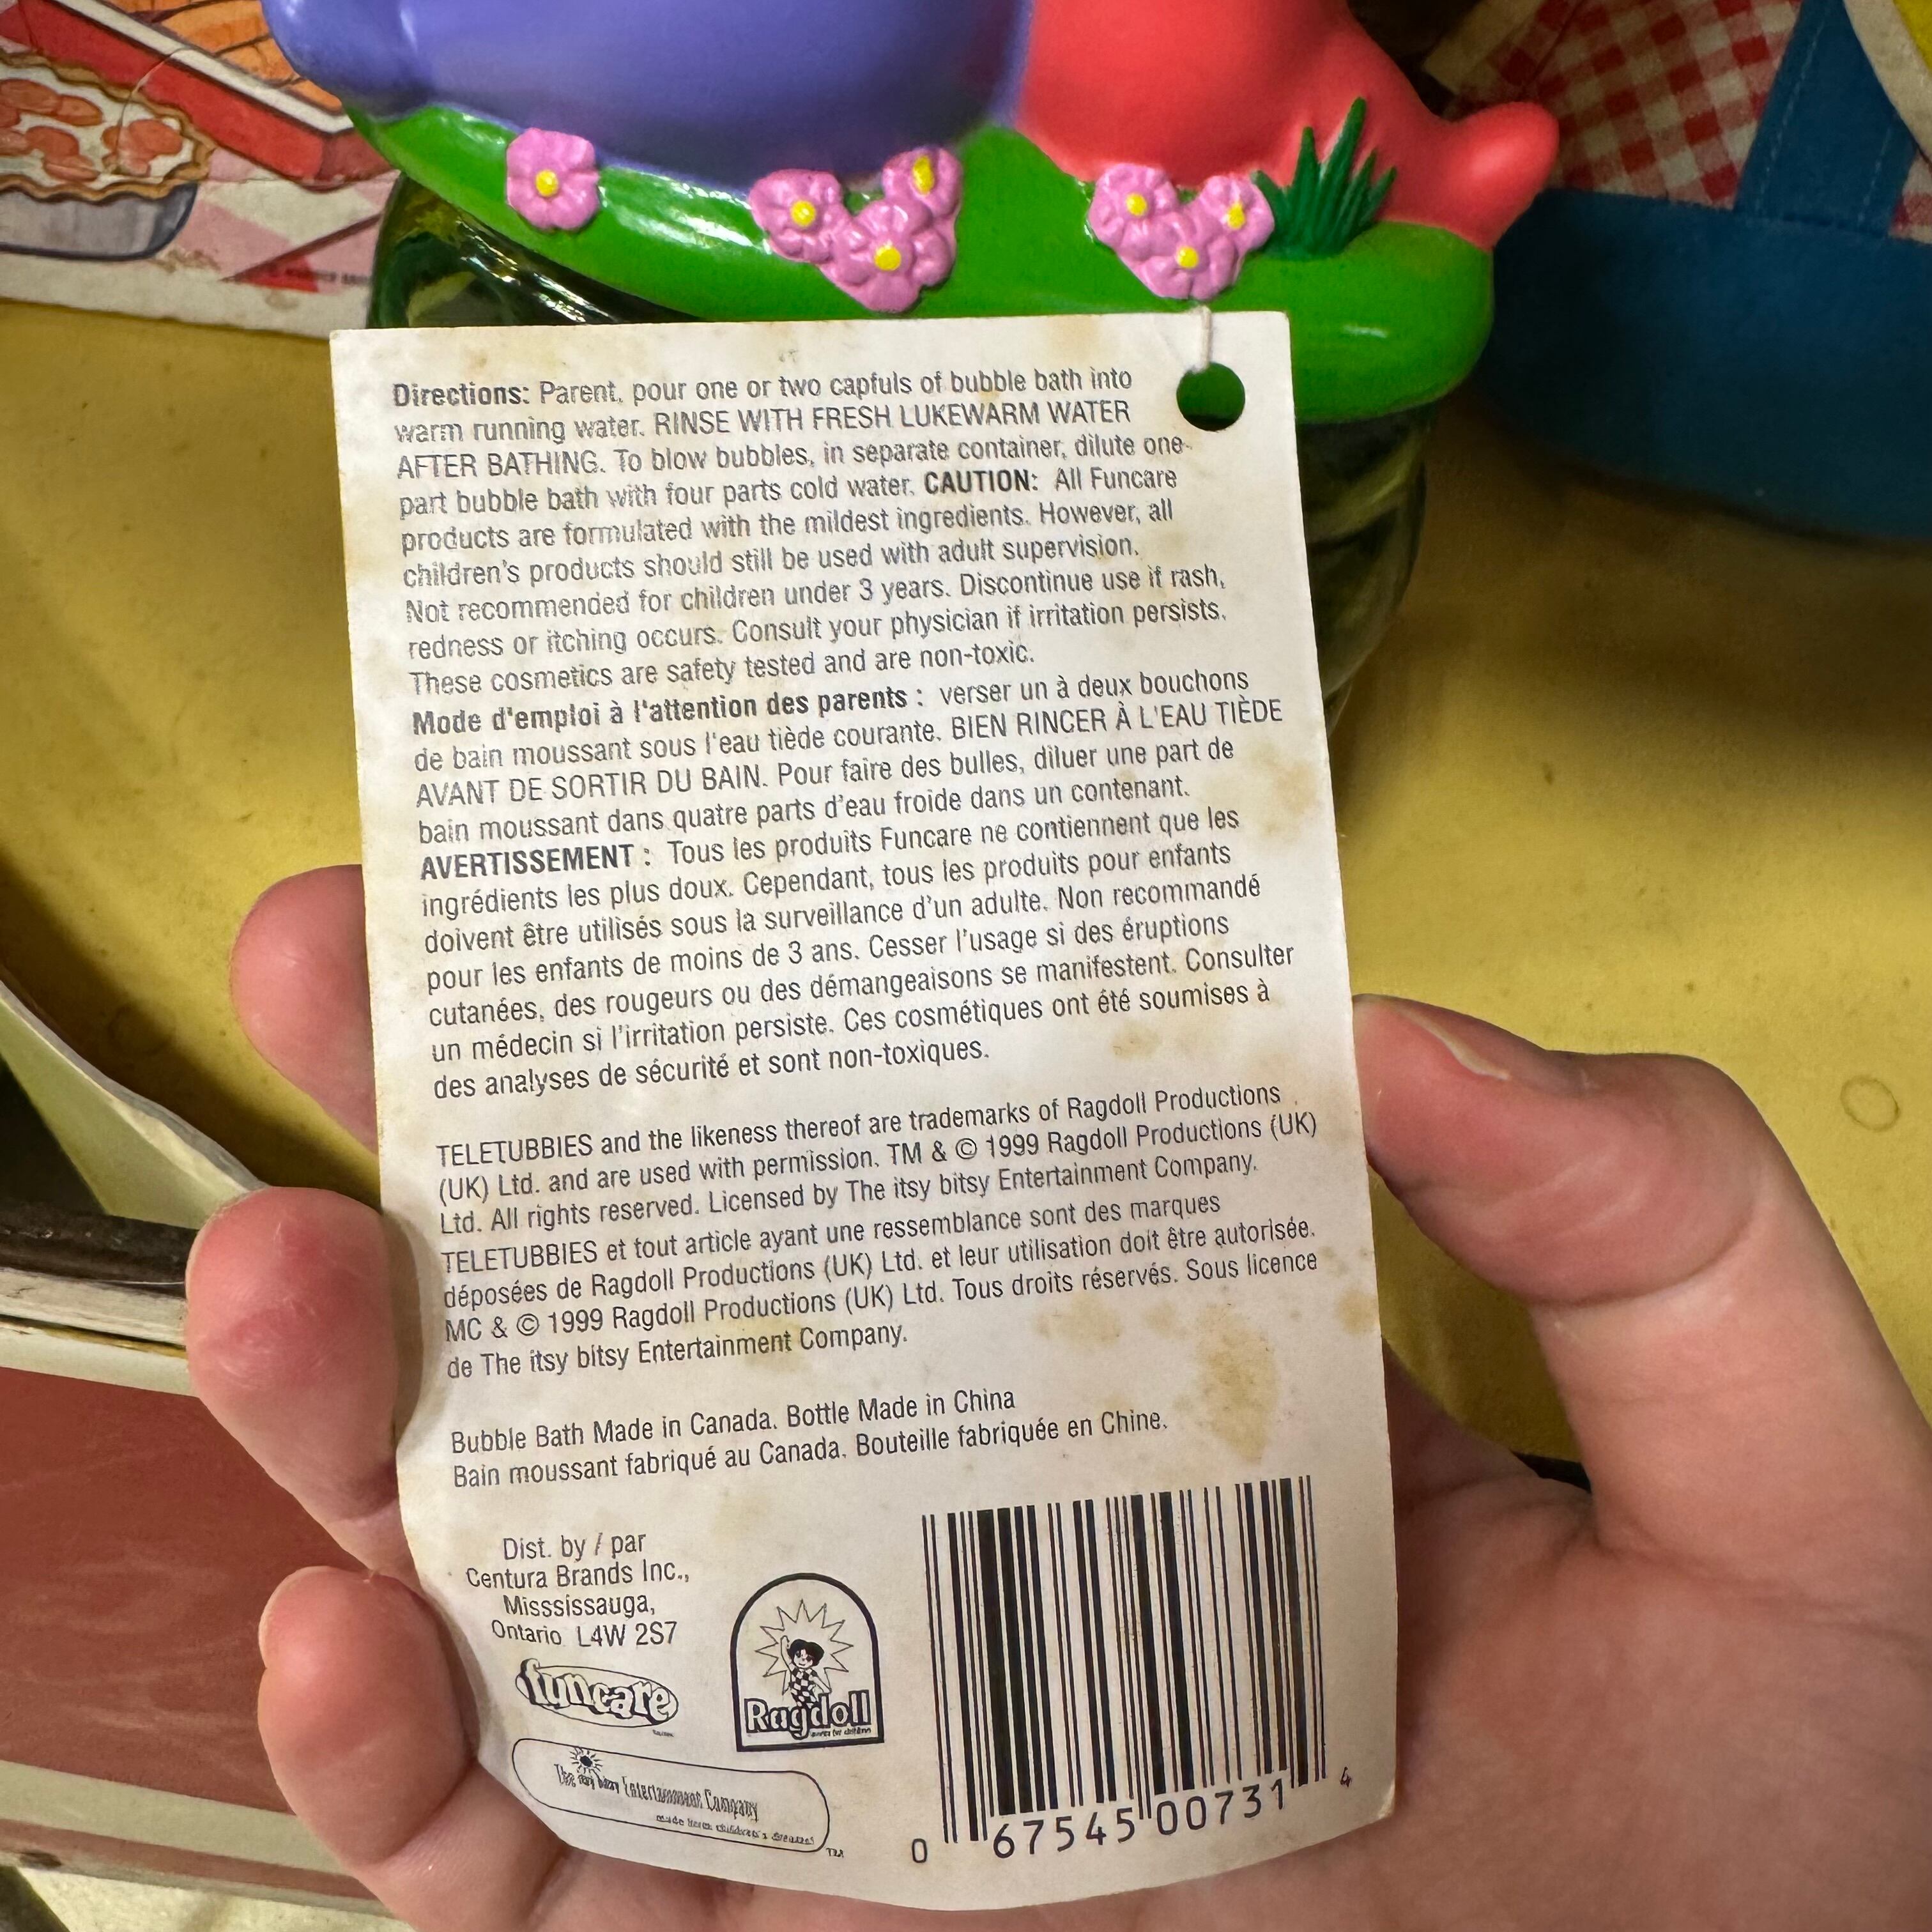 Directions: Parent, pour one or two capfuls of bubble bath into
warm running water. RINSE WITH FRESH LUKEWARM WATER
AFTER BATHING. To blow bubbles, in separate container, dilute one
part bubble bath with four parts cold water. CAUTION: All Funcare
products are formulated with the mildest ingredients. However, all
children's products should still be used with adult supervision.
Not recommended for children under 3 years. Discontinue use if rash,
redness or itching occurs. Consult your physician if irritation persists.
These cosmetics are safety tested and are non-toxic.
Mode d'emploi à l'attention des parents : verser un à deux bouchons
de bain moussant sous l'eau tiède courante. BIEN RINCER À L'EAU TIÈDE
AVANT DE SORTIR DU BAIN. Pour faire des bulles, diluer une part de
bain moussant dans quatre parts d'eau froide dans un contenant.
AVERTISSEMENT : Tous les produits Funcare ne contiennent que les
ingrédients les plus doux. Cependant, tous les produits pour enfants
doivent être utilisés sous la surveillance d'un adulte. Non recommandé
pour les enfants de moins de 3 ans. Cesser l'usage si des éruptions
cutanées, des rougeurs ou des démangeaisons se manifestent. Consulter
un médecin si l'irritation persiste. Ces cosmétiques ont été soumises à
des analyses de sécurité et sont non-toxiques.
TELETUBBIES and the likeness thereof are trademarks of Ragdoll Productions
(UK) Ltd. and are used with permission. TM & © 1999 Ragdoll Productions (UK)
Ltd. All rights reserved. Licensed by The itsy bitsy Entertainment Company.
TELETUBBIES et tout article ayant une ressemblance sont des marques
déposées de Ragdoll Productions (UK) Ltd. et leur utilisation doit être autorisée.
MC & © 1999 Ragdoll Productions (UK) Ltd. Tous droits réservés. Sous licence
de The itsy bitsy Entertainment Company.
Bubble Bath Made in Canada. Bottle Made in China
Bain moussant fabriqué au Canada. Bouteille fabriquée en Chine.
Dist. by / par
Centura Brands Inc.,
Misssissauga,
Ontario L4W 2S7
funcare
Ragdoll
The itsy bitsy Entertainment Company
TM
0 67545 00731 4